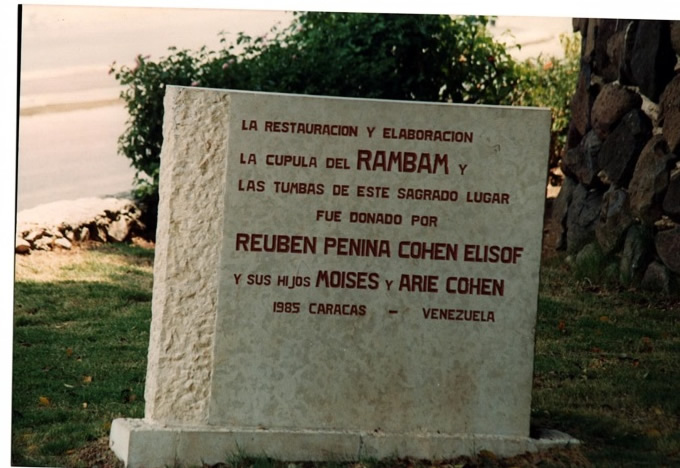 LA RESTAURACION Y ELABORACION
LA CUPULA DEL RAMBAM Y
LAS TUMBAS DE ESTE SAGRADO LUGAR
FUE DONADO POR
REUBEN PENINA COHEN ELISOF
Y SUS HIJOS MOISES Y ARIE COHEN
1985 CARACAS – VENEZUELA